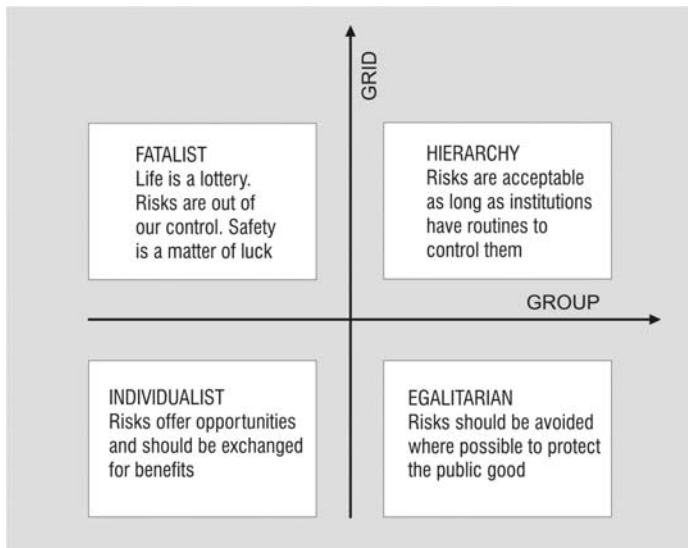 GRID
FATALIST
Life is a lottery.
Risks are out of
our control. Safety
is a matter of luck
HIERARCHY
Risks are acceptable
as long as institutions
have routines to
control them
GROUP
INDIVIDUALIST
Risks offer opportunities
and should be exchanged
for benefits
EGALITARIAN
Risks should be avoided
where possible to protect
the public good